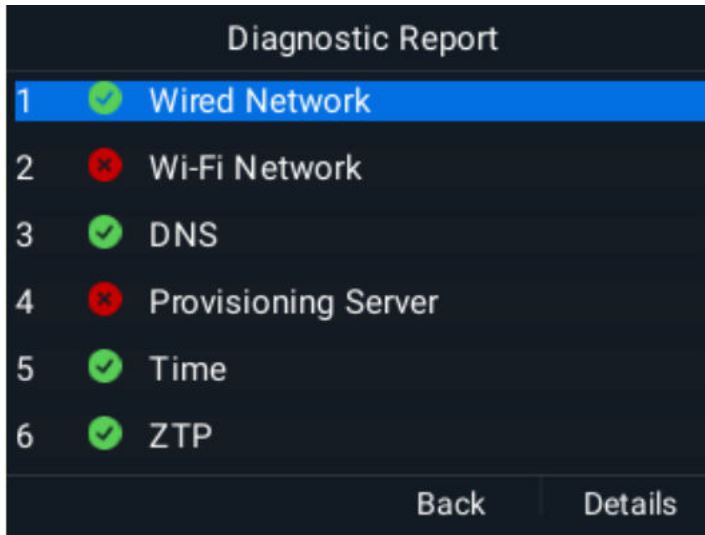 Diagnostic Report
1 Wired Network
2 Wi-Fi Network
3 DNS
4 Provisioning Server
5 Time
6 ZTP
Back Details